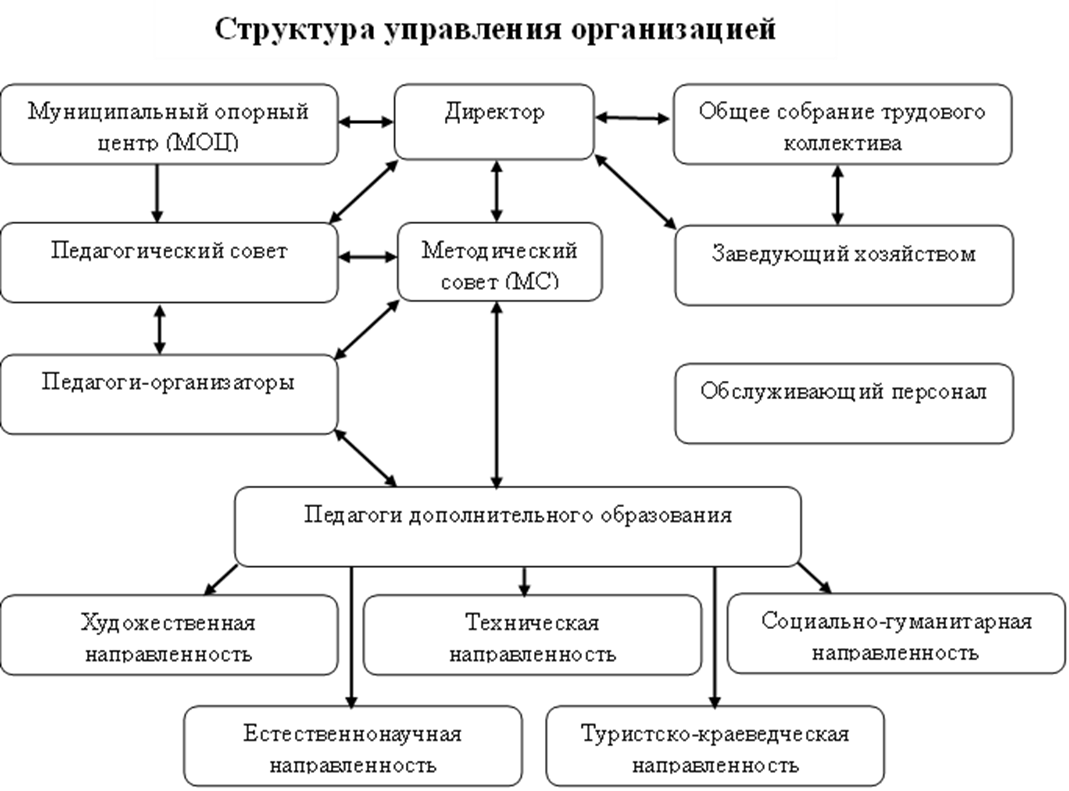 Структура управления организацией
Муниципальный опорный
центр (МОЦ)
Директор
Общее собрание трудового
коллектива
Педагогический совет
Методический
совет (МС)
Заведующий хозяйством
Педагоги-организаторы
Обслуживающий персонал
Педагоги дополнительного образования
Художественная
направленность
Техническая
направленность
Социально-гуманитарная
направленность
Естественнонаучная
направленность
Туристско-краеведческая
направленность